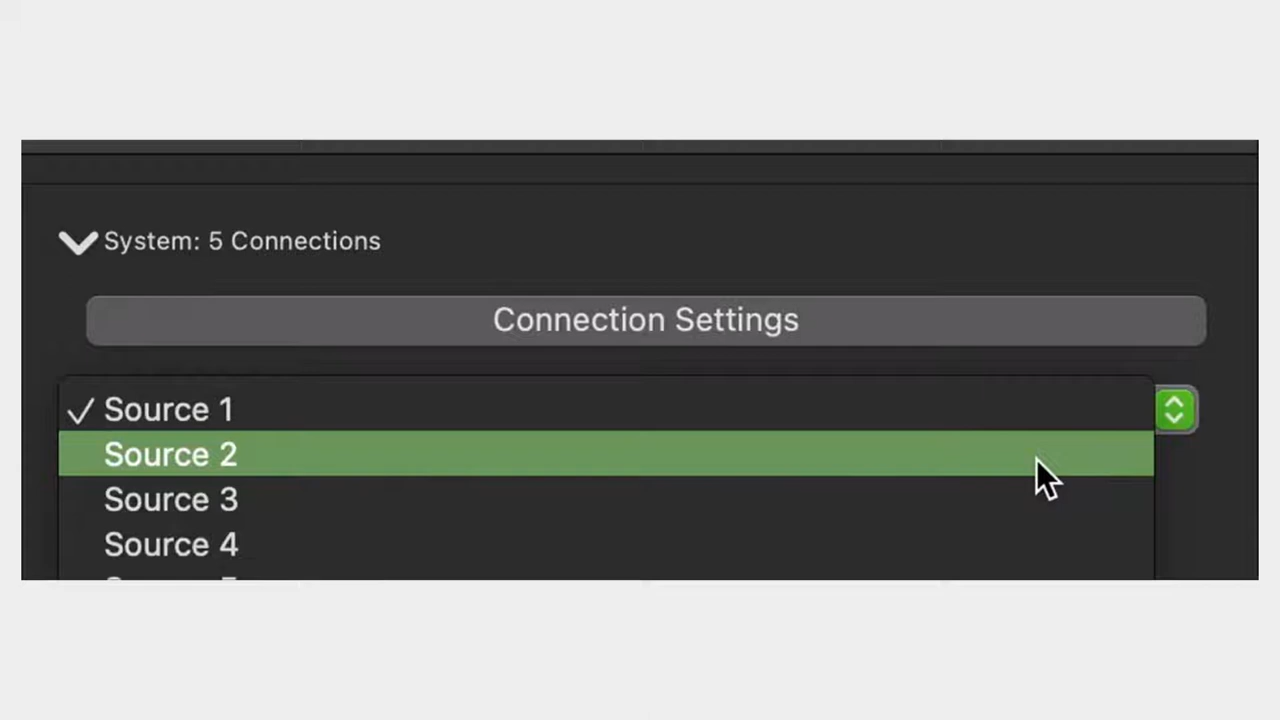 System: 5 Connections
Connection Settings
Source 1
Source 2
Source 3
Source 4